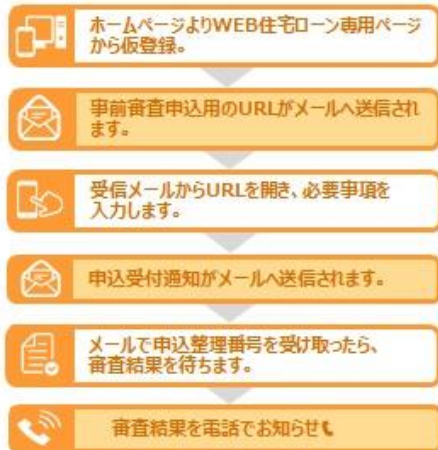 ホームページよりWEB住宅ローン専用ページ
から仮登録。
事前審査申込用のURLがメールへ送信され
ます。
受信メールからURLを開き、必要事項を
入力します。
申込受付通知がメールへ送信されます。
メールで申込整理番号を受け取ったら、
審査結果を待ちます。
審査結果を電話でお知らせ